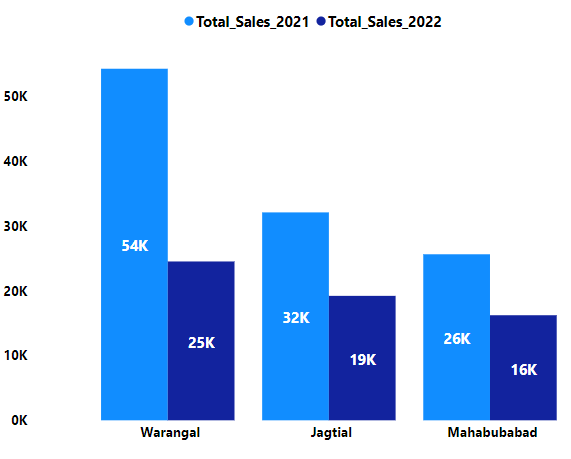 Total_Sales_2021 Total_Sales_2022
50K
40K
30K
20K
10K
0K
54K
25K
32K
19K
26K
16K
Warangal Jagtial Mahabubabad